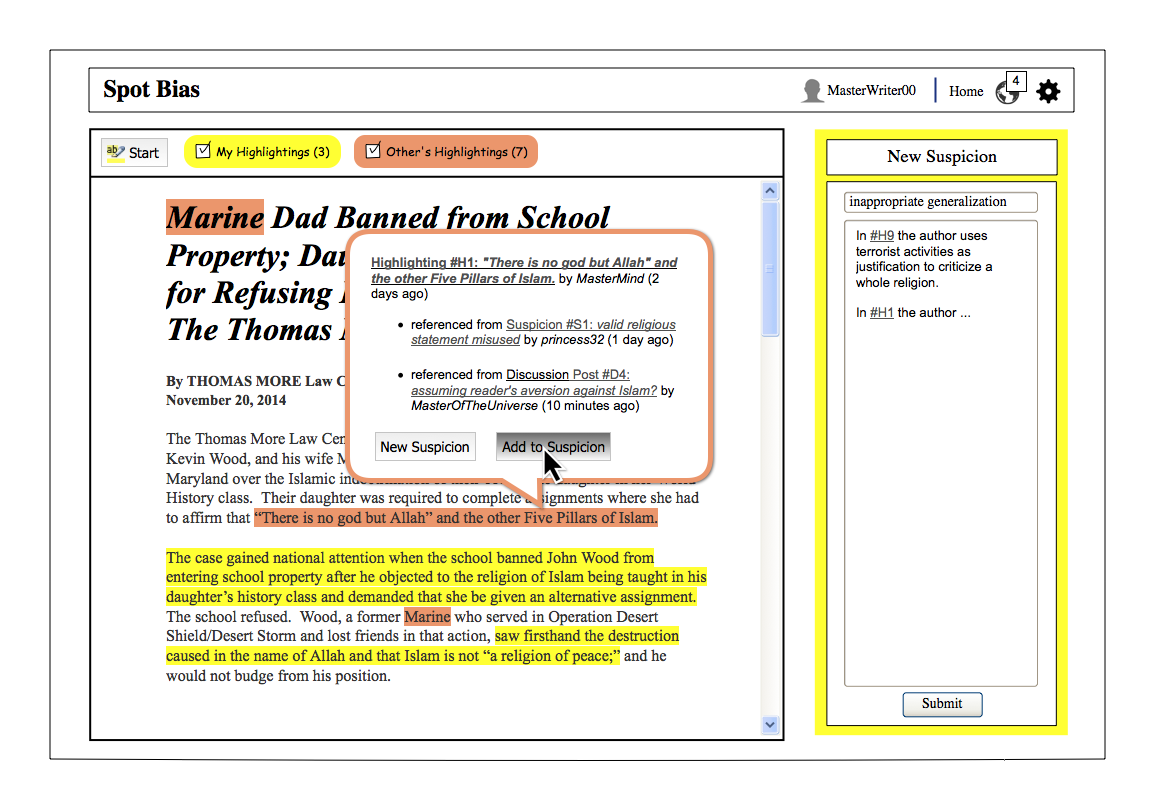 Spot Bias
MasterWriter00
Home
4
ab
Start
My Highlightings (3)
Other's Highlightings (7)
Marine Dad Banned from School
Property; Dau
for Refusing
The Thomas
By THOMAS MORE Law C
November 20, 2014
The Thomas More Law Cen
Kevin Wood, and his wife M
Maryland over the Islamic
History class.  Their daughter was required to complete assignments where she had
to affirm that “There is no god but Allah” and the other Five Pillars of Islam.
The case gained national attention when the school banned John Wood from
entering school property after he objected to the religion of Islam being taught in his
daughter’s history class and demanded that she be given an alternative assignment.
The school refused.  Wood, a former Marine who served in Operation Desert
Shield/Desert Storm and lost friends in that action, saw firsthand the destruction
caused in the name of Allah and that Islam is not “a religion of peace;” and he
would not budge from his position.
Highlighting #H1: "There is no god but Allah" and
the other Five Pillars of Islam. by MasterMind (2
days ago)
• referenced from Suspicion #S1: valid religious
statement misused by princess32 (1 day ago)
• referenced from Discussion Post #D4:
assuming reader's aversion against Islam? by
MasterOfTheUniverse (10 minutes ago)
New Suspicion
Add to Suspicion
New Suspicion
inappropriate generalization
In #H9 the author uses
terrorist activities as
justification to criticize a
whole religion.
In #H1 the author ...
Submit